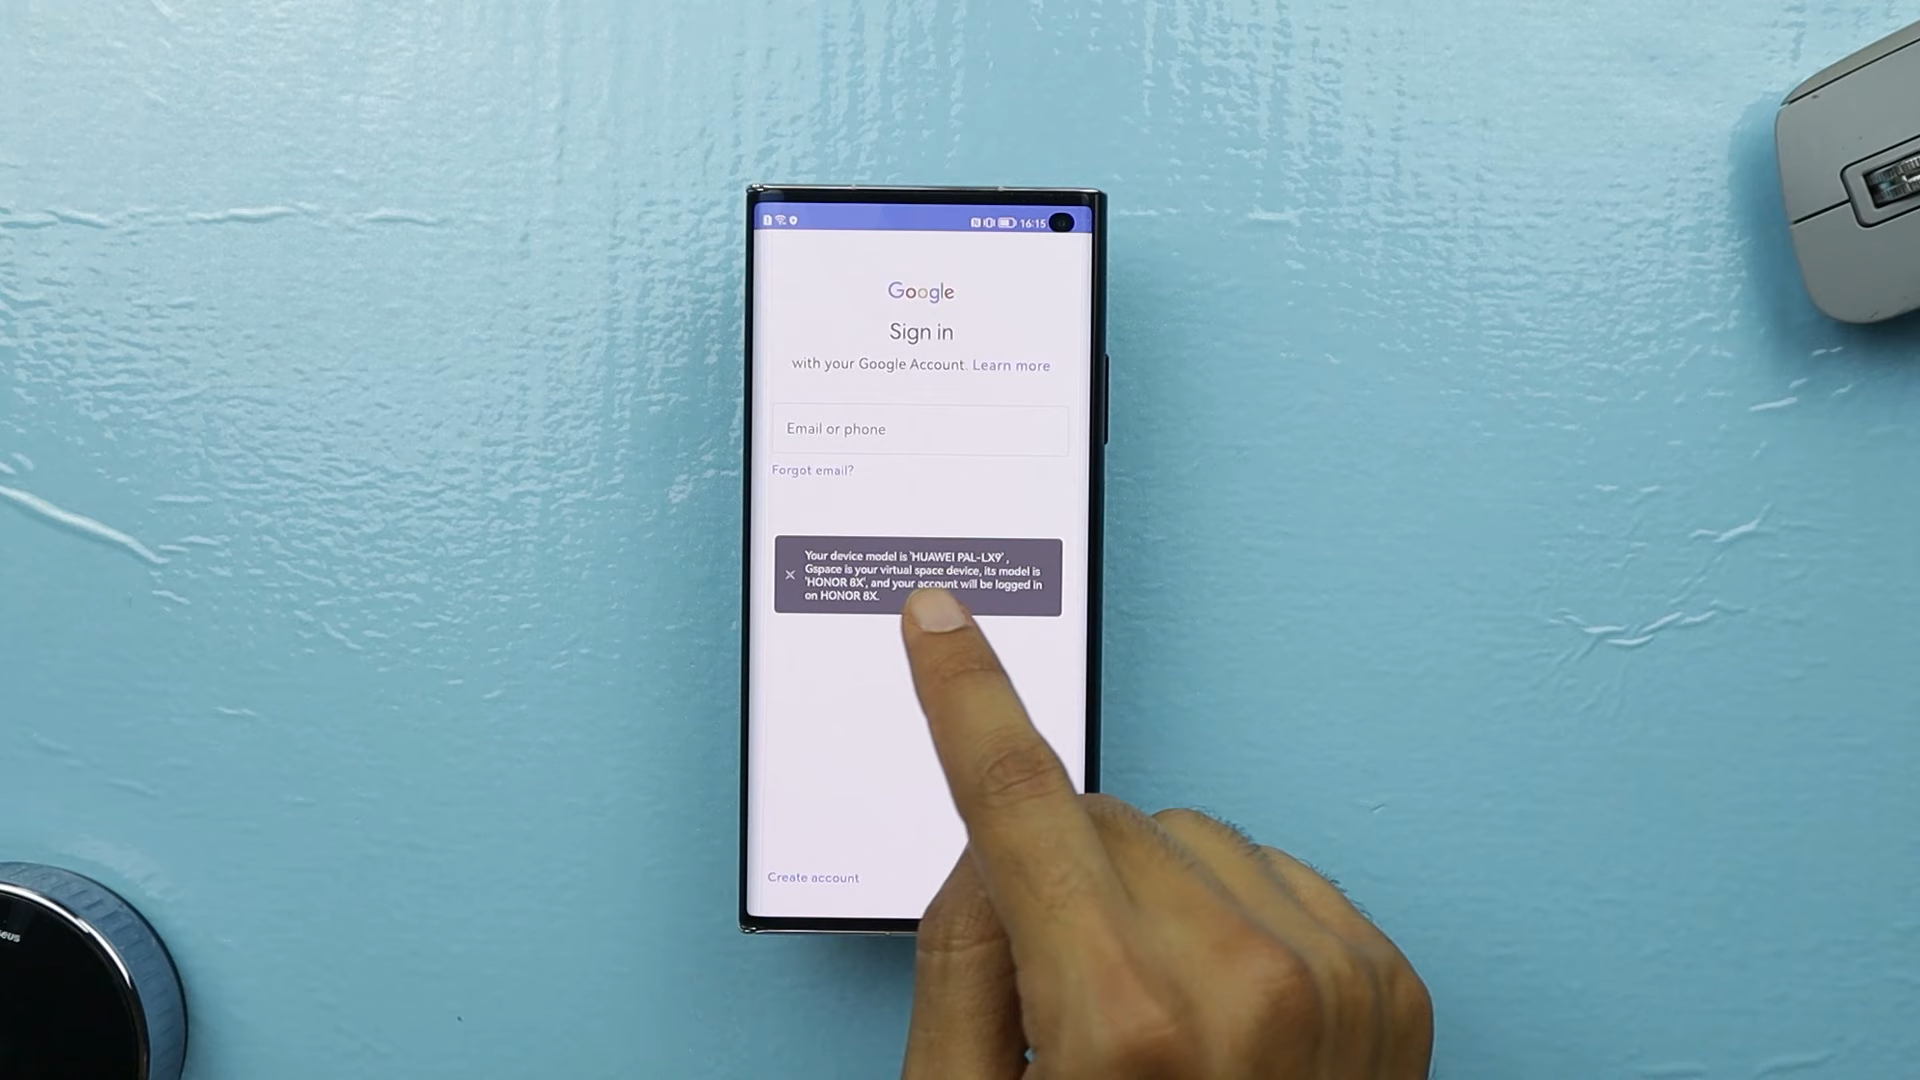 16:15
Google
Sign in
with your Google Account. Learn more
Email or phone
Forgot email?
Your device model is 'HUAWEI PAL-LX9' ,
Gspace is your virtual space device, its model is
'HONOR 8X', and your account will be logged in
on HONOR 8X.
Create account